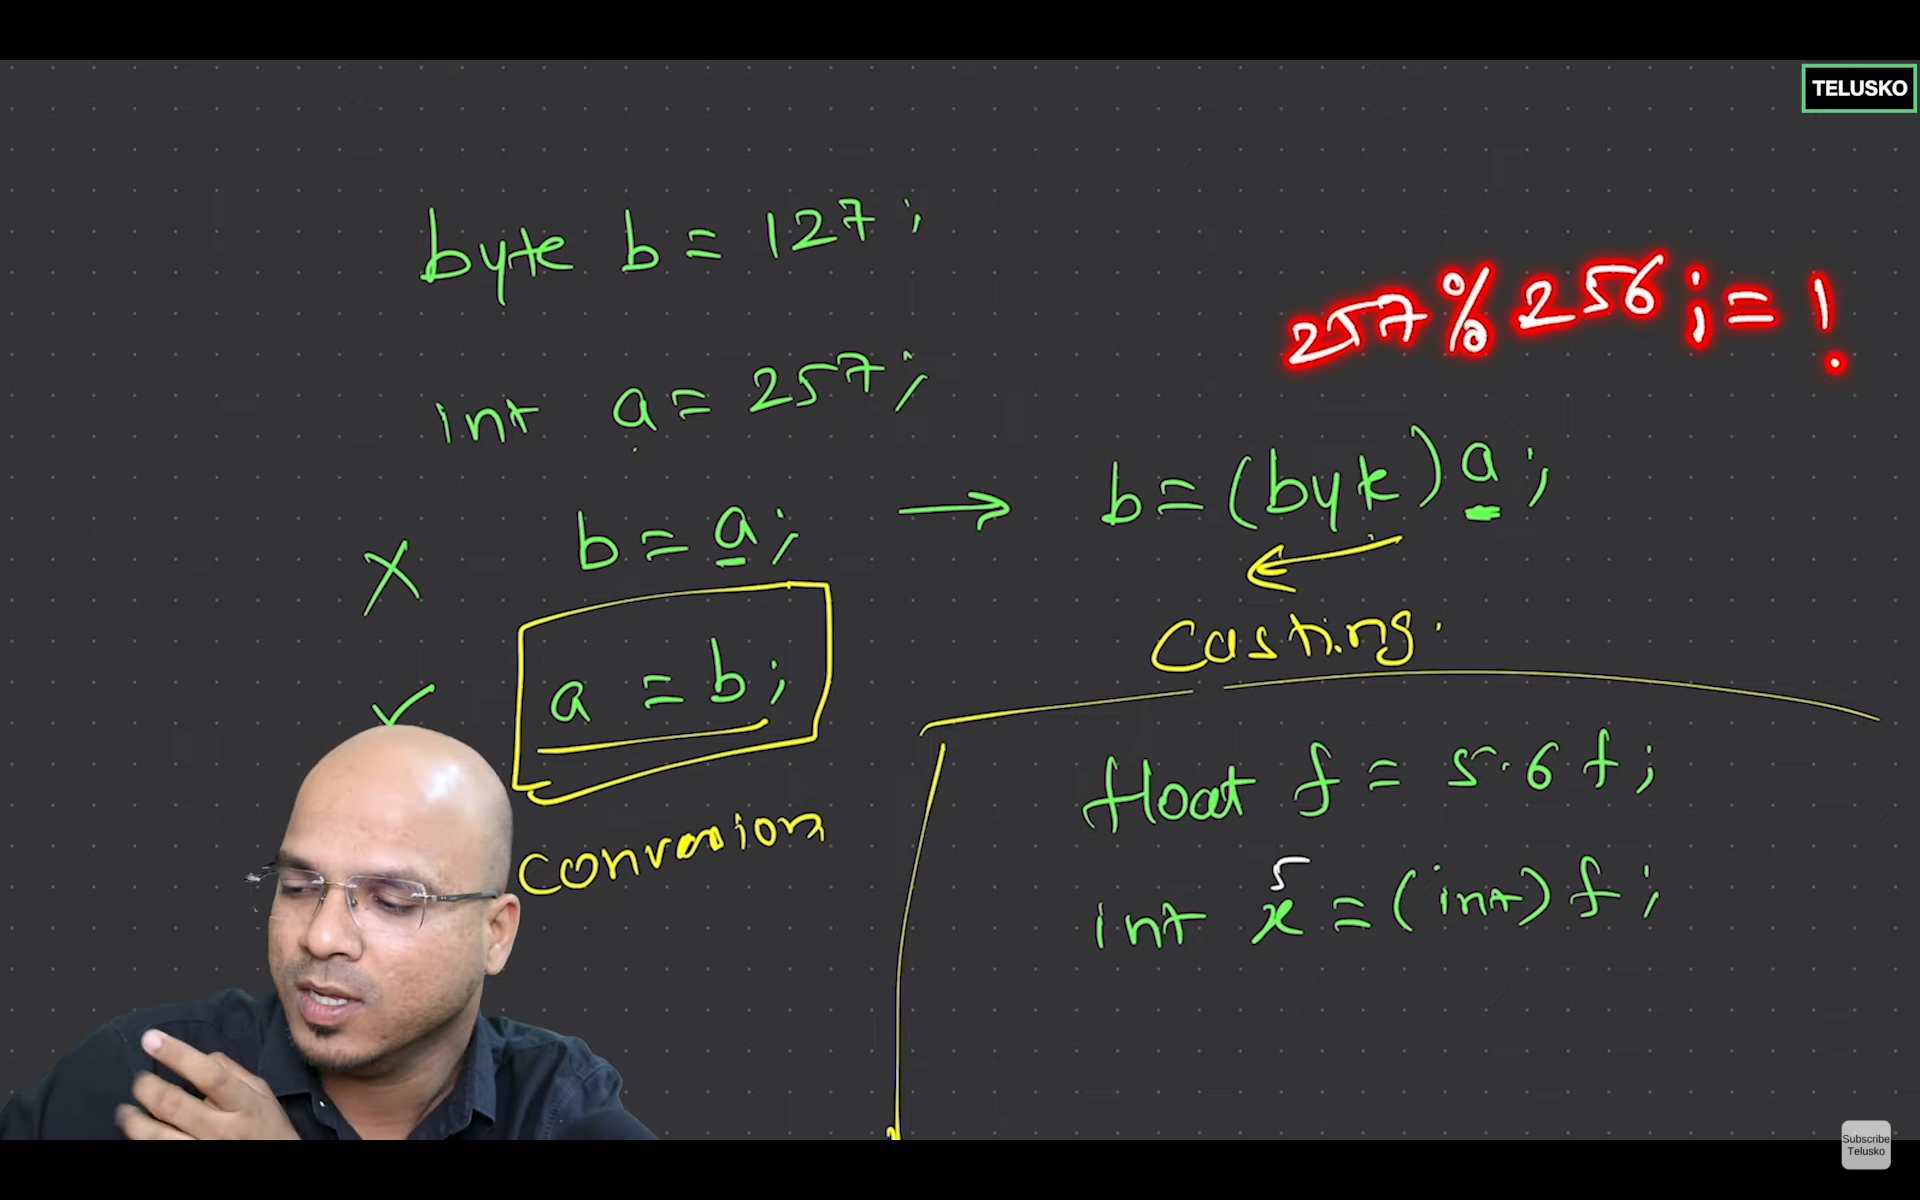 TELUSKO
byte b = 127;
257 % 256 ; = 1
int a = 257;
b = a; → b = (byte) a;
X
Casting.
✓ a = b;
Conversion
float f = 5.6f;
5
int x = (int) f;
Subscribe
Telusko